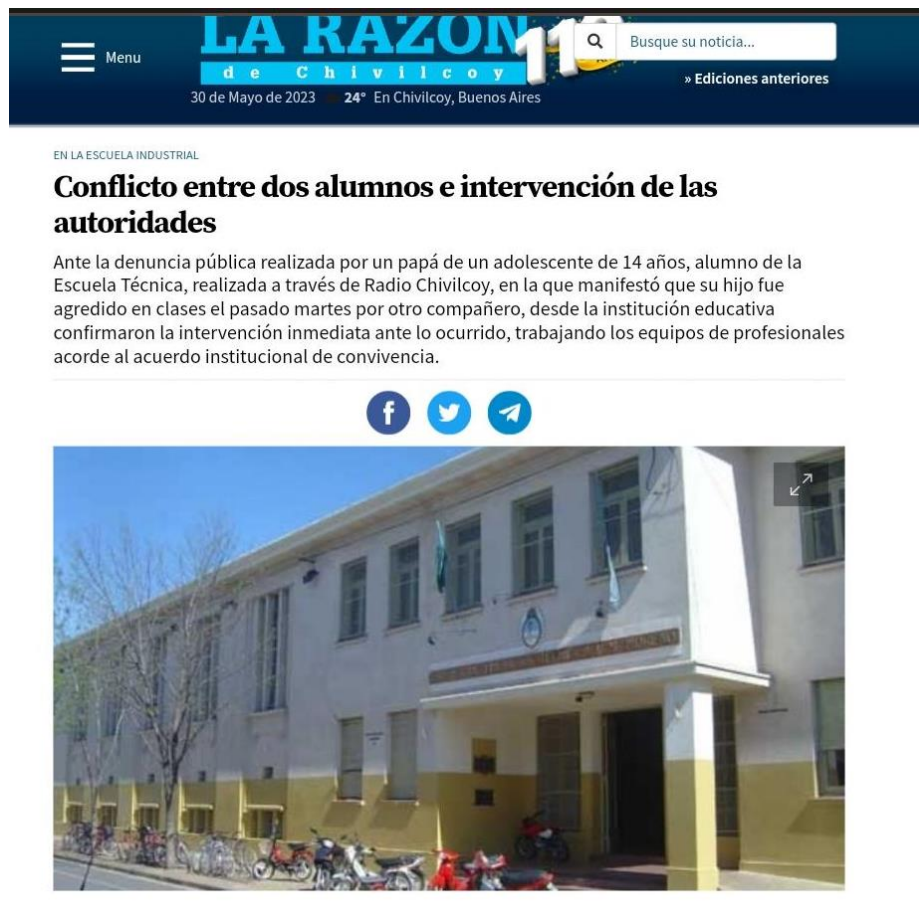 LA RAZON
de Chivilcoy
Menu
Busque su noticia...
» Ediciones anteriores
30 de Mayo de 2023 24° En Chivilcoy, Buenos Aires
EN LA ESCUELA INDUSTRIAL
Conflicto entre dos alumnos e intervención de las
autoridades
Ante la denuncia pública realizada por un papá de un adolescente de 14 años, alumno de la
Escuela Técnica, realizada a través de Radio Chivilcoy, en la que manifestó que su hijo fue
agredido en clases el pasado martes por otro compañero, desde la institución educativa
confirmaron la intervención inmediata ante lo ocurrido, trabajando los equipos de profesionales
acorde al acuerdo institucional de convivencia.